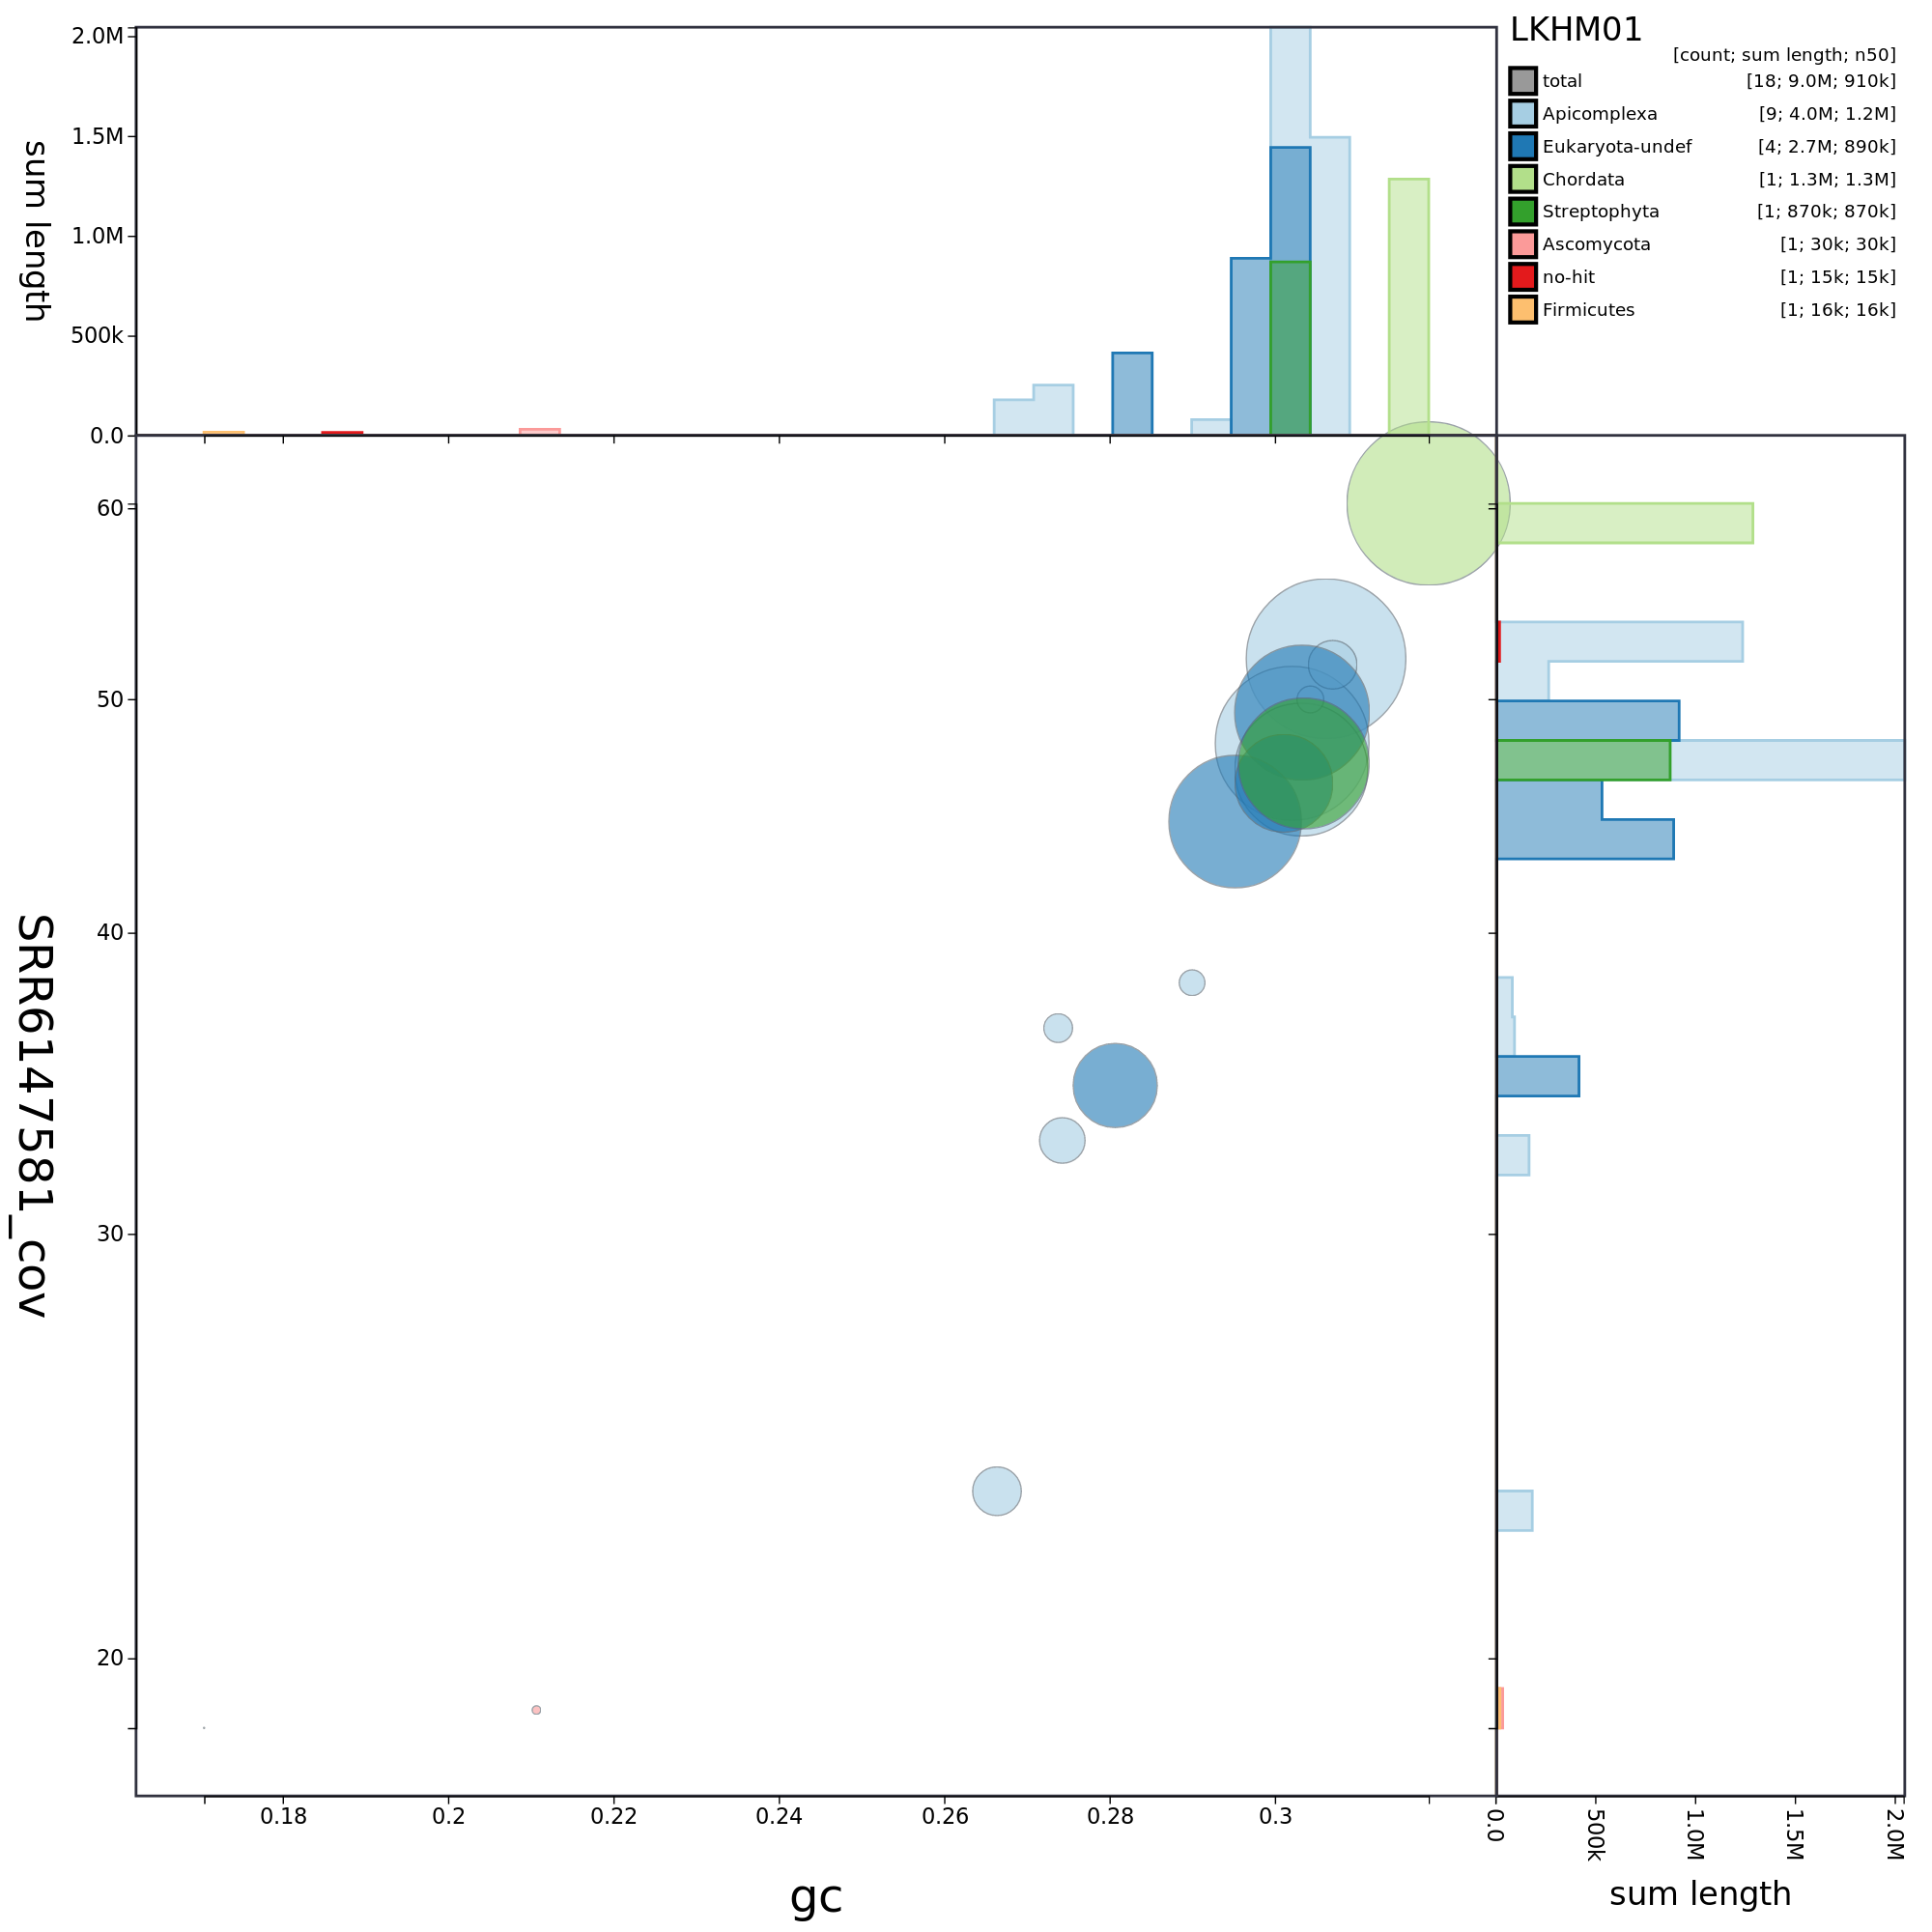 LKHM01
[count; sum length; n50]
total [18; 9.0M; 910k]
Apicomplexa [9; 4.0M; 1.2M]
Eukaryota-undef [4; 2.7M; 890k]
Chordata [1; 1.3M; 1.3M]
Streptophyta [1; 870k; 870k]
Ascomycota [1; 30k; 30k]
no-hit [1; 15k; 15k]
Firmicutes [1; 16k; 16k]
sum length
2.0M
1.5M
1.0M
500k
0.0
SRR6147581_cov
60
50
40
30
20
0.18 0.2 0.22 0.24 0.26 0.28 0.3
gc
0.0 500k 1.0M 1.5M 2.0M
sum length